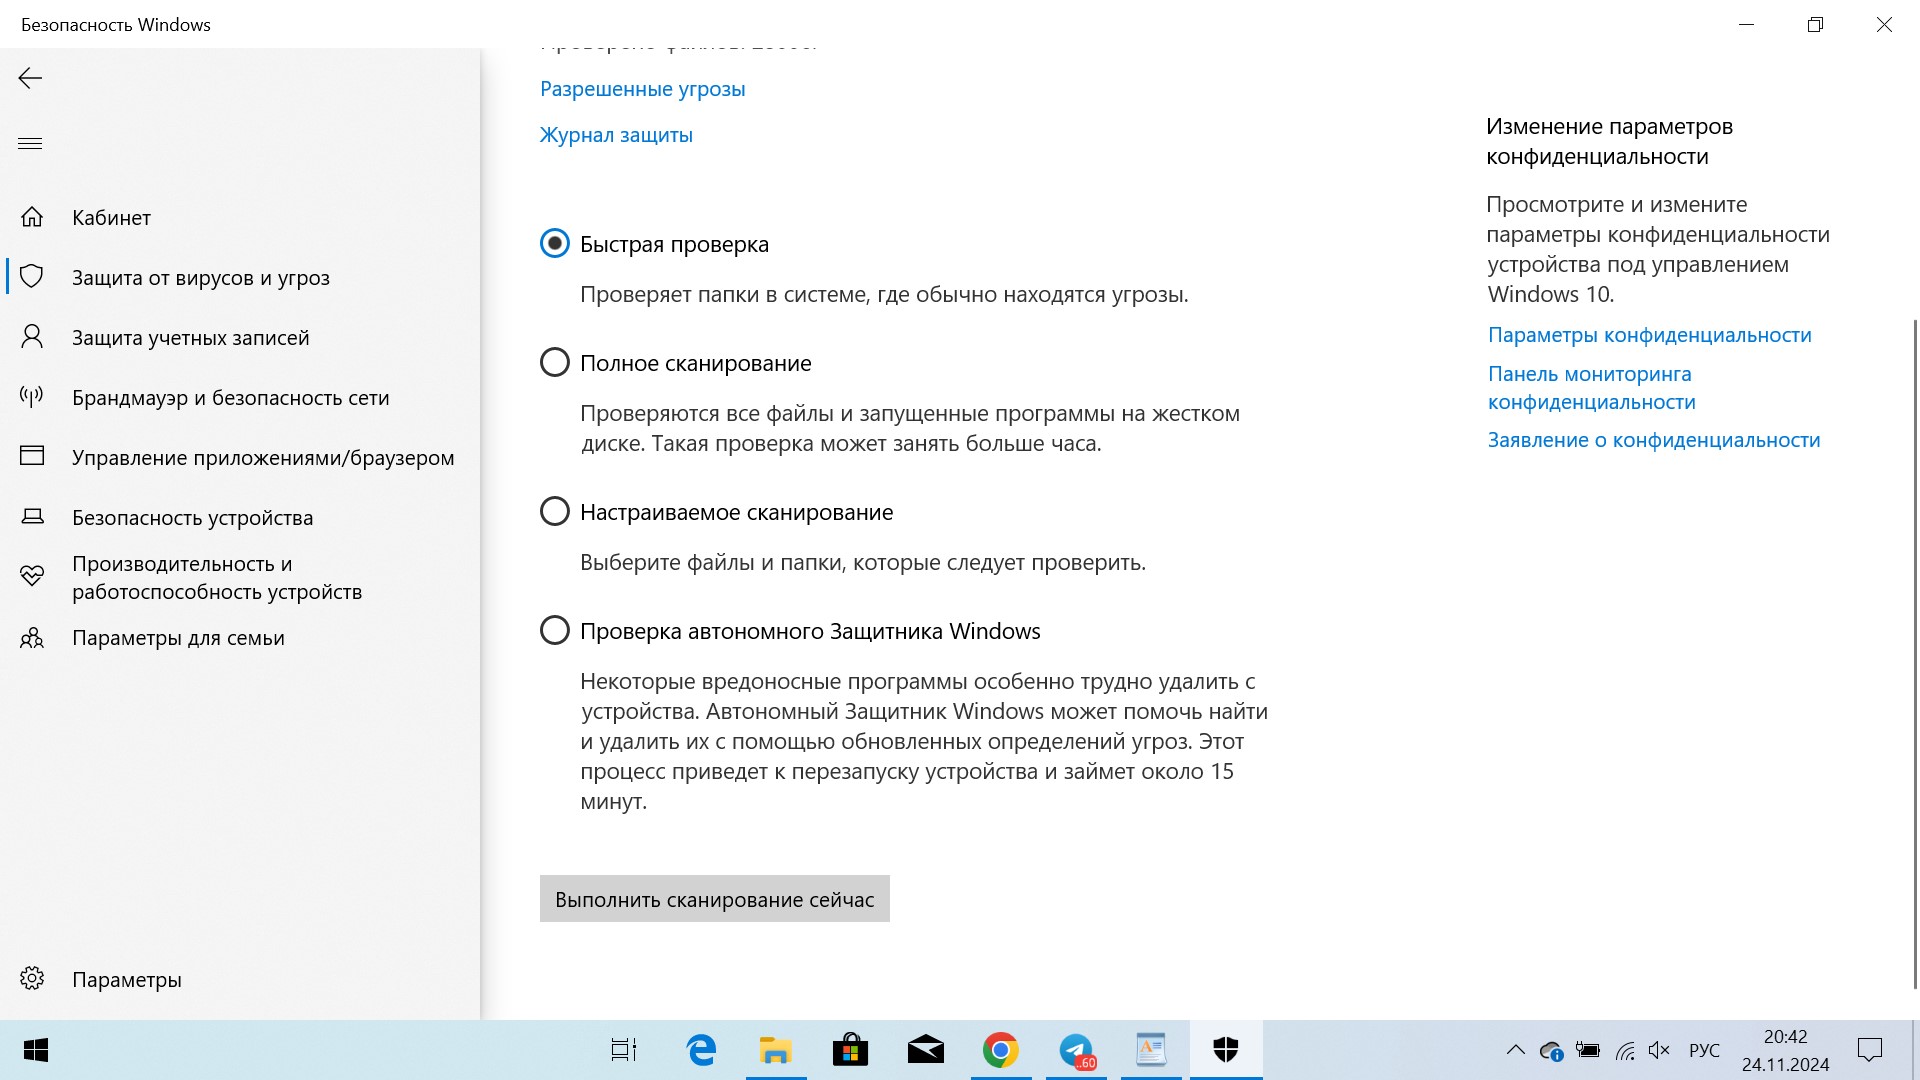 Безопасность Windows
Кабинет
Защита от вирусов и угроз
Защита учетных записей
Брандмауэр и безопасность сети
Управление приложениями/браузером
Безопасность устройства
Производительность и
работоспособность устройств
Параметры для семьи
Параметры
Разрешенные угрозы
Журнал защиты
Быстрая проверка
Проверяет папки в системе, где обычно находятся угрозы.
Полное сканирование
Проверяются все файлы и запущенные программы на жестком
диске. Такая проверка может занять больше часа.
Настраиваемое сканирование
Выберите файлы и папки, которые следует проверить.
Проверка автономного Защитника Windows
Некоторые вредоносные программы особенно трудно удалить с
устройства. Автономный Защитник Windows может помочь найти
и удалить их с помощью обновленных определений угроз. Этот
процесс приведет к перезапуску устройства и займет около 15
минут.
Выполнить сканирование сейчас
Изменение параметров
конфиденциальности
Просмотрите и измените
параметры конфиденциальности
устройства под управлением
Windows 10.
Параметры конфиденциальности
Панель мониторинга
конфиденциальности
Заявление о конфиденциальности
..60
РУС
20:42
24.11.2024